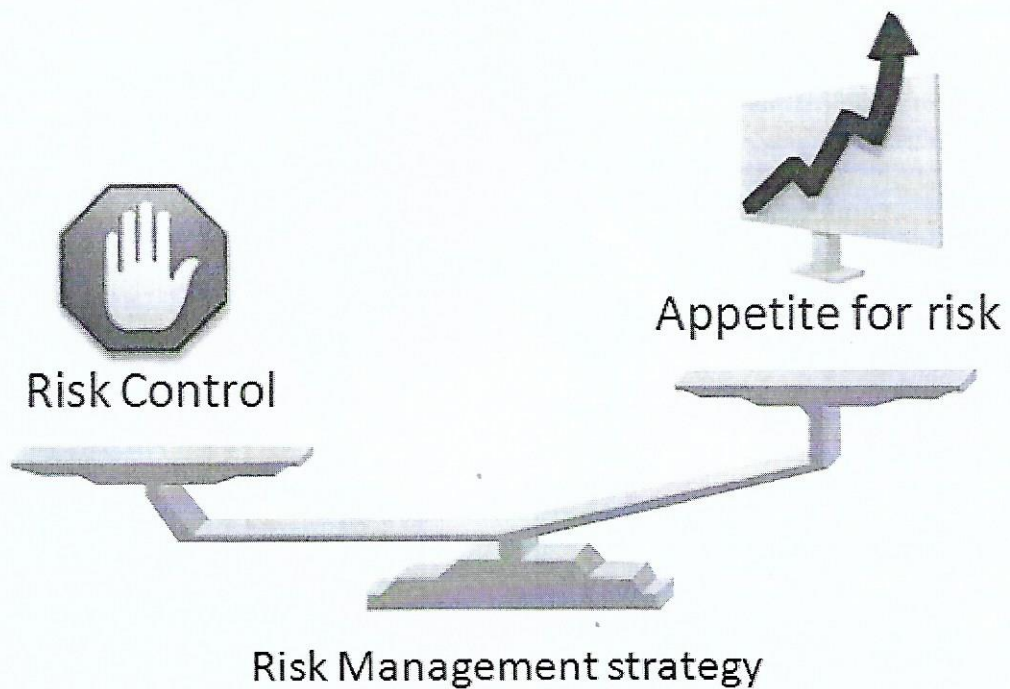 Appetite for risk
Risk Control
Risk Management strategy